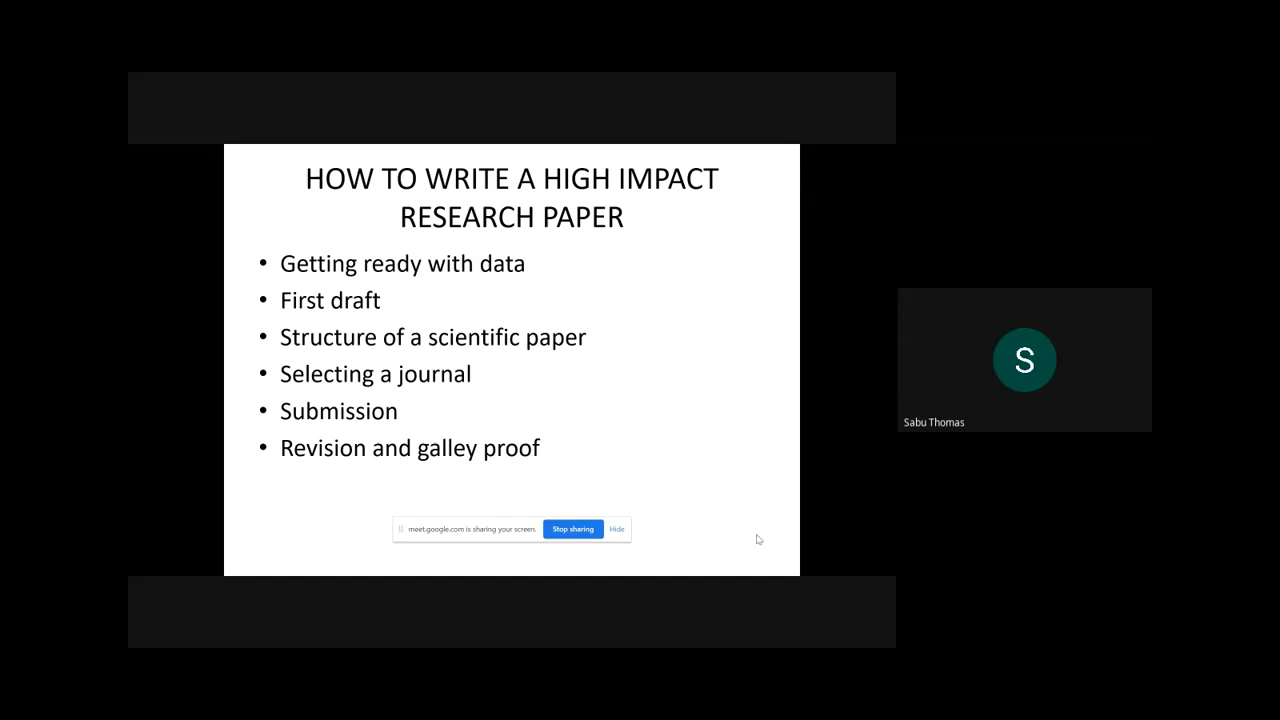 HOW TO WRITE A HIGH IMPACT
RESEARCH PAPER
• Getting ready with data
• First draft
• Structure of a scientific paper
• Selecting a journal
• Submission
• Revision and galley proof
meet.google.com is sharing your screen. Stop sharing Hide
S
Sabu Thomas